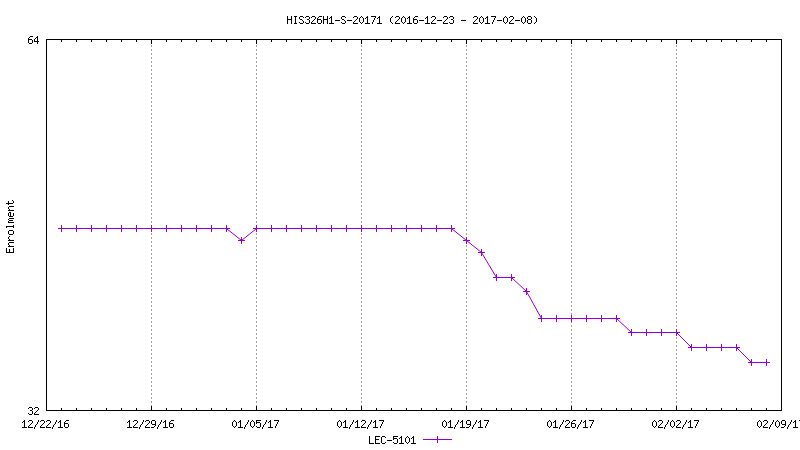 HIS326H1-S-20171 (2016-12-23 - 2017-02-08)
64
Enrolment
32
12/22/16 12/29/16 01/05/17 01/12/17 01/19/17 01/26/17 02/02/17 02/09/1
LEC-5101